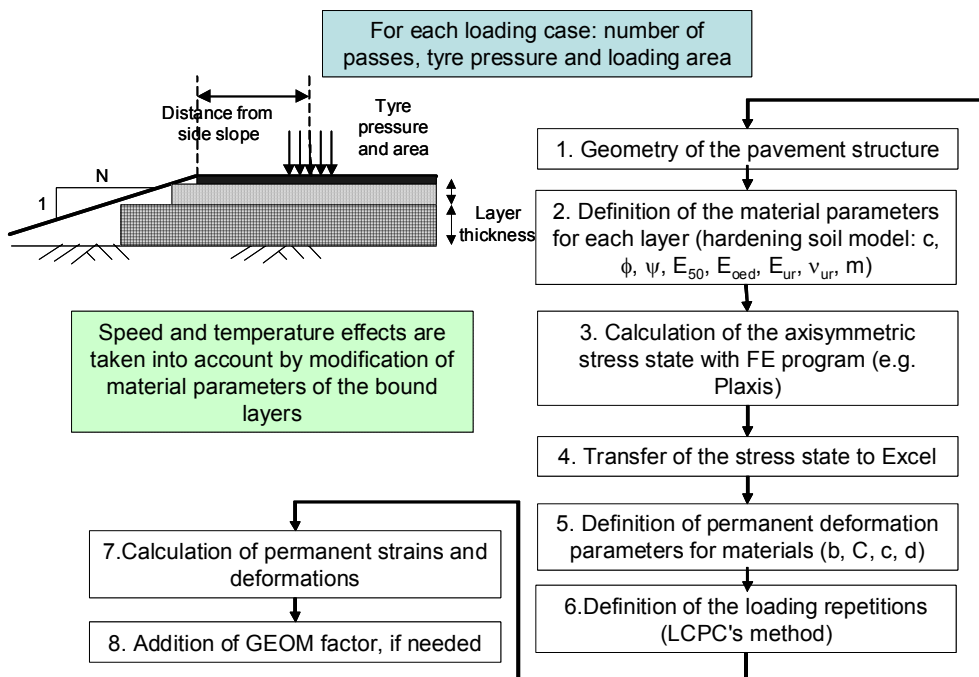 For each loading case: number of
passes, tyre pressure and loading area
Distance from
side slope
Tyre
pressure
and area
N
1
Layer
thickness
Speed and temperature effects are
taken into account by modification of
material parameters of the bound
layers
1. Geometry of the pavement structure
2. Definition of the material parameters
for each layer (hardening soil model: c,
ϕ, ψ, E50, Eoed, Eur, νur, m)
3. Calculation of the axisymmetric
stress state with FE program (e.g.
Plaxis)
4. Transfer of the stress state to Excel
5. Definition of permanent deformation
parameters for materials (b, C, c, d)
6.Definition of the loading repetitions
(LCPC's method)
7.Calculation of permanent strains and
deformations
8. Addition of GEOM factor, if needed